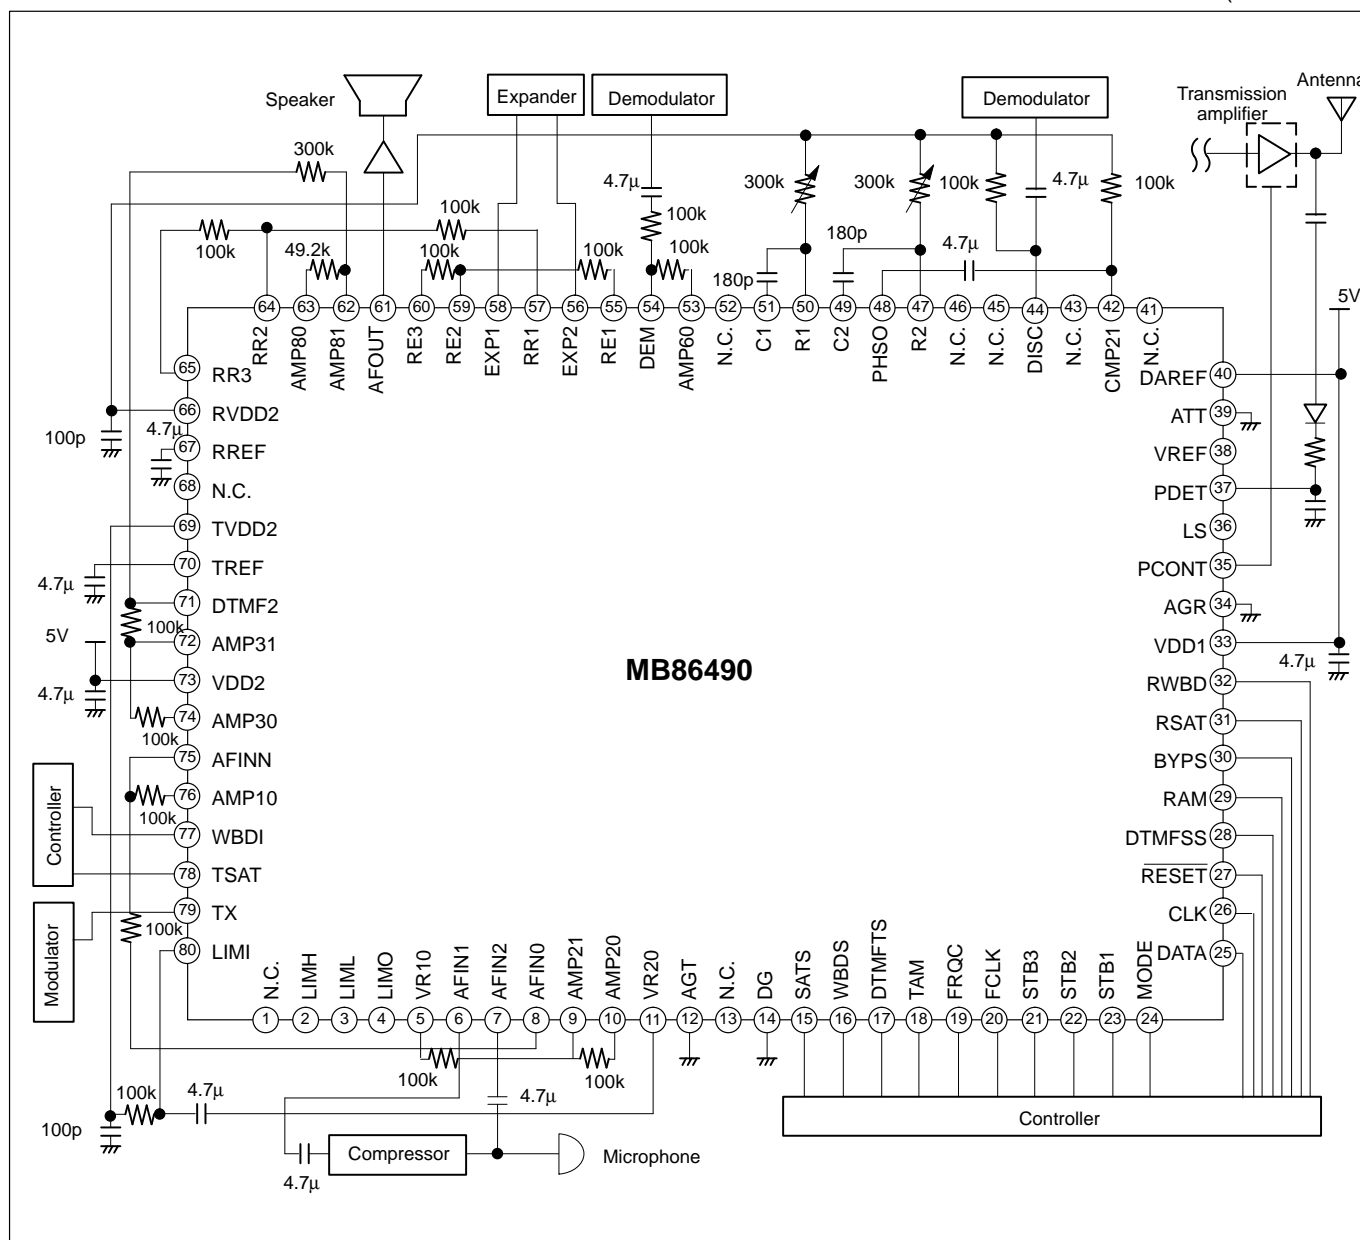 (
Antenna
Transmission
amplifier
Speaker
Expander
Demodulator
Demodulator
300k
4.7μ
300k
300k
100k
4.7μ
100k
100k
100k
100k
49.2k
100k
100k
100k
180p
4.7μ
180p
5V
64
63
62
61
60
59
58
57
56
55
54
53
52
51
50
49
48
47
46
45
44
43
42
41
RR2
AMP80
AMP81
AFOUT
RE3
RE2
EXP1
RR1
EXP2
RE1
DEM
AMP60
N.C.
C1
R1
C2
PHSO
R2
N.C.
N.C.
DISC
N.C.
CMP21
N.C.
65 RR3
66 RVDD2
100p
4.7μ
67 RREF
68 N.C.
69 TVDD2
70 TREF
4.7μ
71 DTMF2
100k
5V
72 AMP31
73 VDD2
4.7μ
74 AMP30
100k
75 AFINN
76 AMP10
100k
Controller
77 WBDI
78 TSAT
79 TX
100k
Modulator
80 LIMI
MB86490
DAREF 40
ATT 39
VREF 38
PDET 37
LS 36
PCONT 35
AGR 34
VDD1 33
4.7μ
RWBD 32
RSAT 31
BYPS 30
RAM 29
DTMFSS 28
RESET 27
CLK 26
DATA 25
N.C.
LIMH
LIML
LIMO
VR10
AFIN1
AFIN2
AFIN0
AMP21
AMP20
VR20
AGT
N.C.
DG
SATS
WBDS
DTMFTS
TAM
FRQC
FCLK
STB3
STB2
STB1
MODE
1
2
3
4
5
6
7
8
9
10
11
12
13
14
15
16
17
18
19
20
21
22
23
24
100k
100k
100k
4.7μ
4.7μ
100p
Controller
Compressor
Microphone
4.7μ